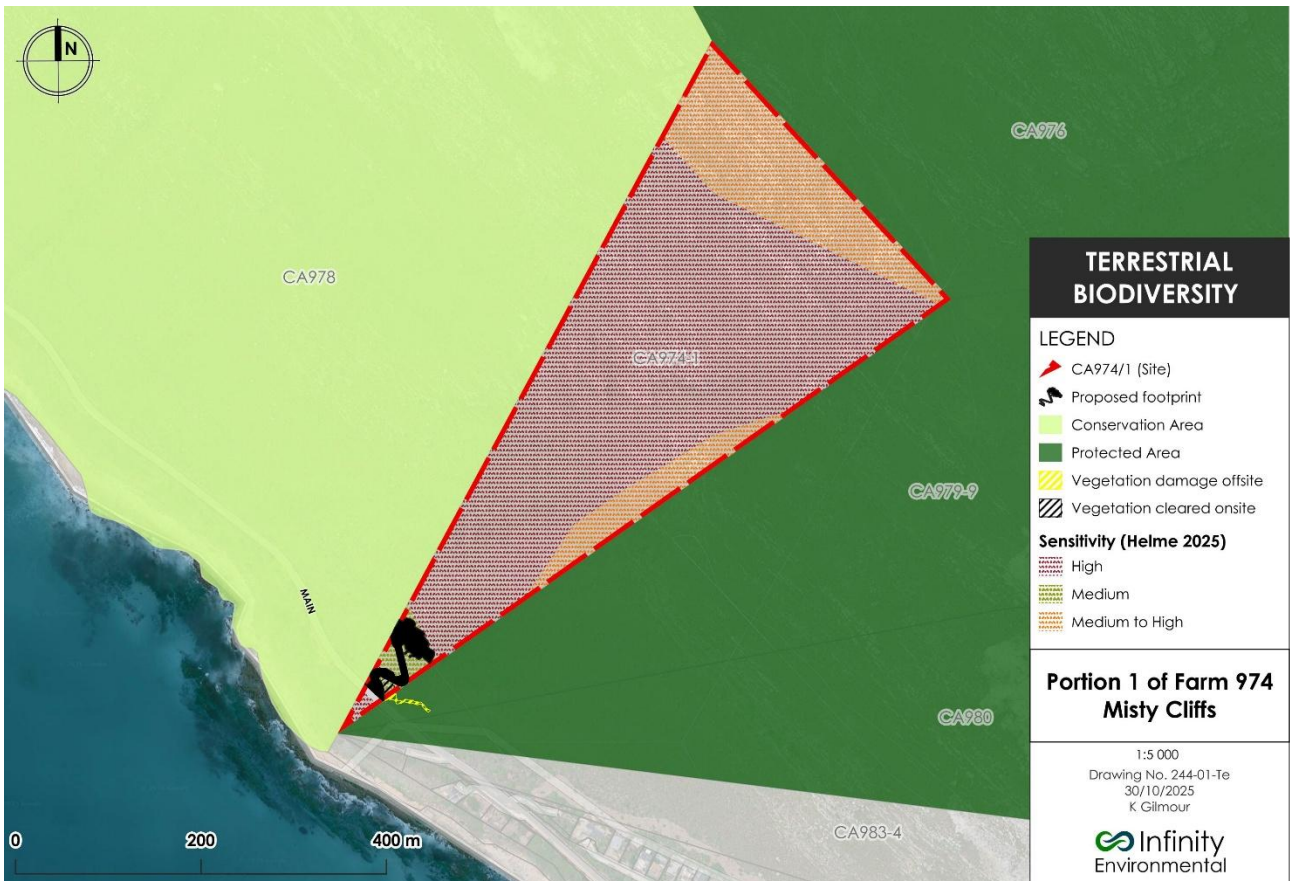 N
CA976
CA978
CA974-1
CA979-9
MAIN
CA980
CA983-4
0 200 400 m
TERRESTRIAL
BIODIVERSITY
LEGEND
CA974/1 (Site)
Proposed footprint
Conservation Area
Protected Area
Vegetation damage offsite
Vegetation cleared onsite
Sensitivity (Helme 2025)
High
Medium
Medium to High
Portion 1 of Farm 974
Misty Cliffs
1:5 000
Drawing No. 244-01-Te
30/10/2025
K Gilmour
Infinity
Environmental